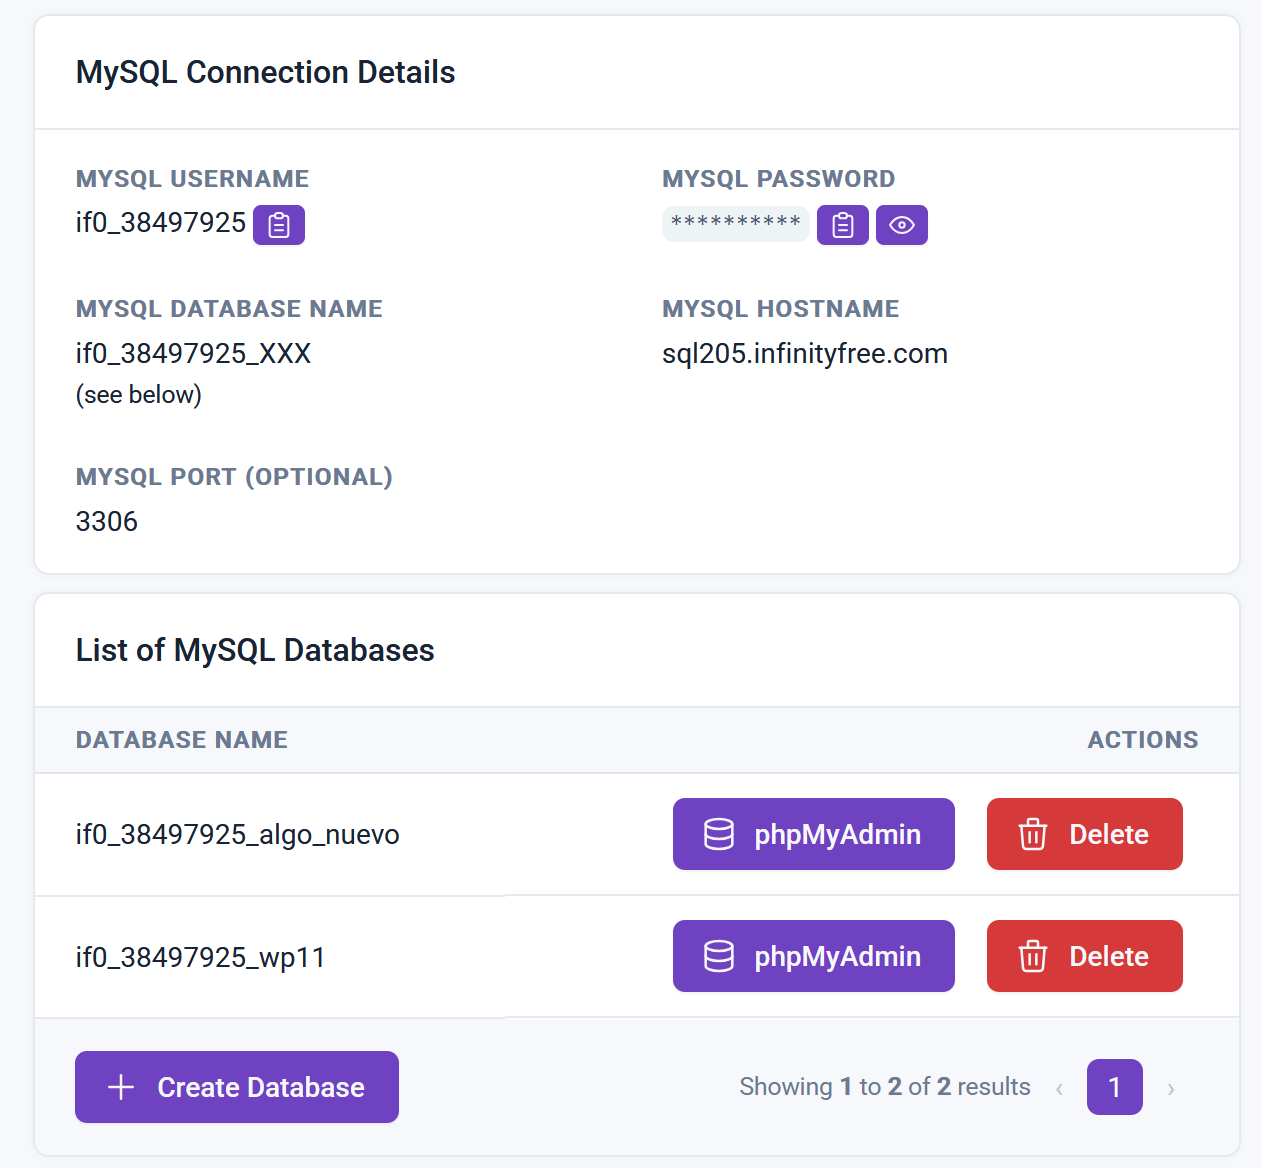 MySQL Connection Details
MYSQL USERNAME
if0_38497925
MYSQL PASSWORD
**********
MYSQL DATABASE NAME
if0_38497925_XXX
(see below)
MYSQL HOSTNAME
sql205.infinityfree.com
MYSQL PORT (OPTIONAL)
3306
List of MySQL Databases
DATABASE NAME ACTIONS
if0_38497925_algo_nuevo phpMyAdmin Delete
if0_38497925_wp11 phpMyAdmin Delete
Create Database Showing 1 to 2 of 2 results ‹ 1 ›